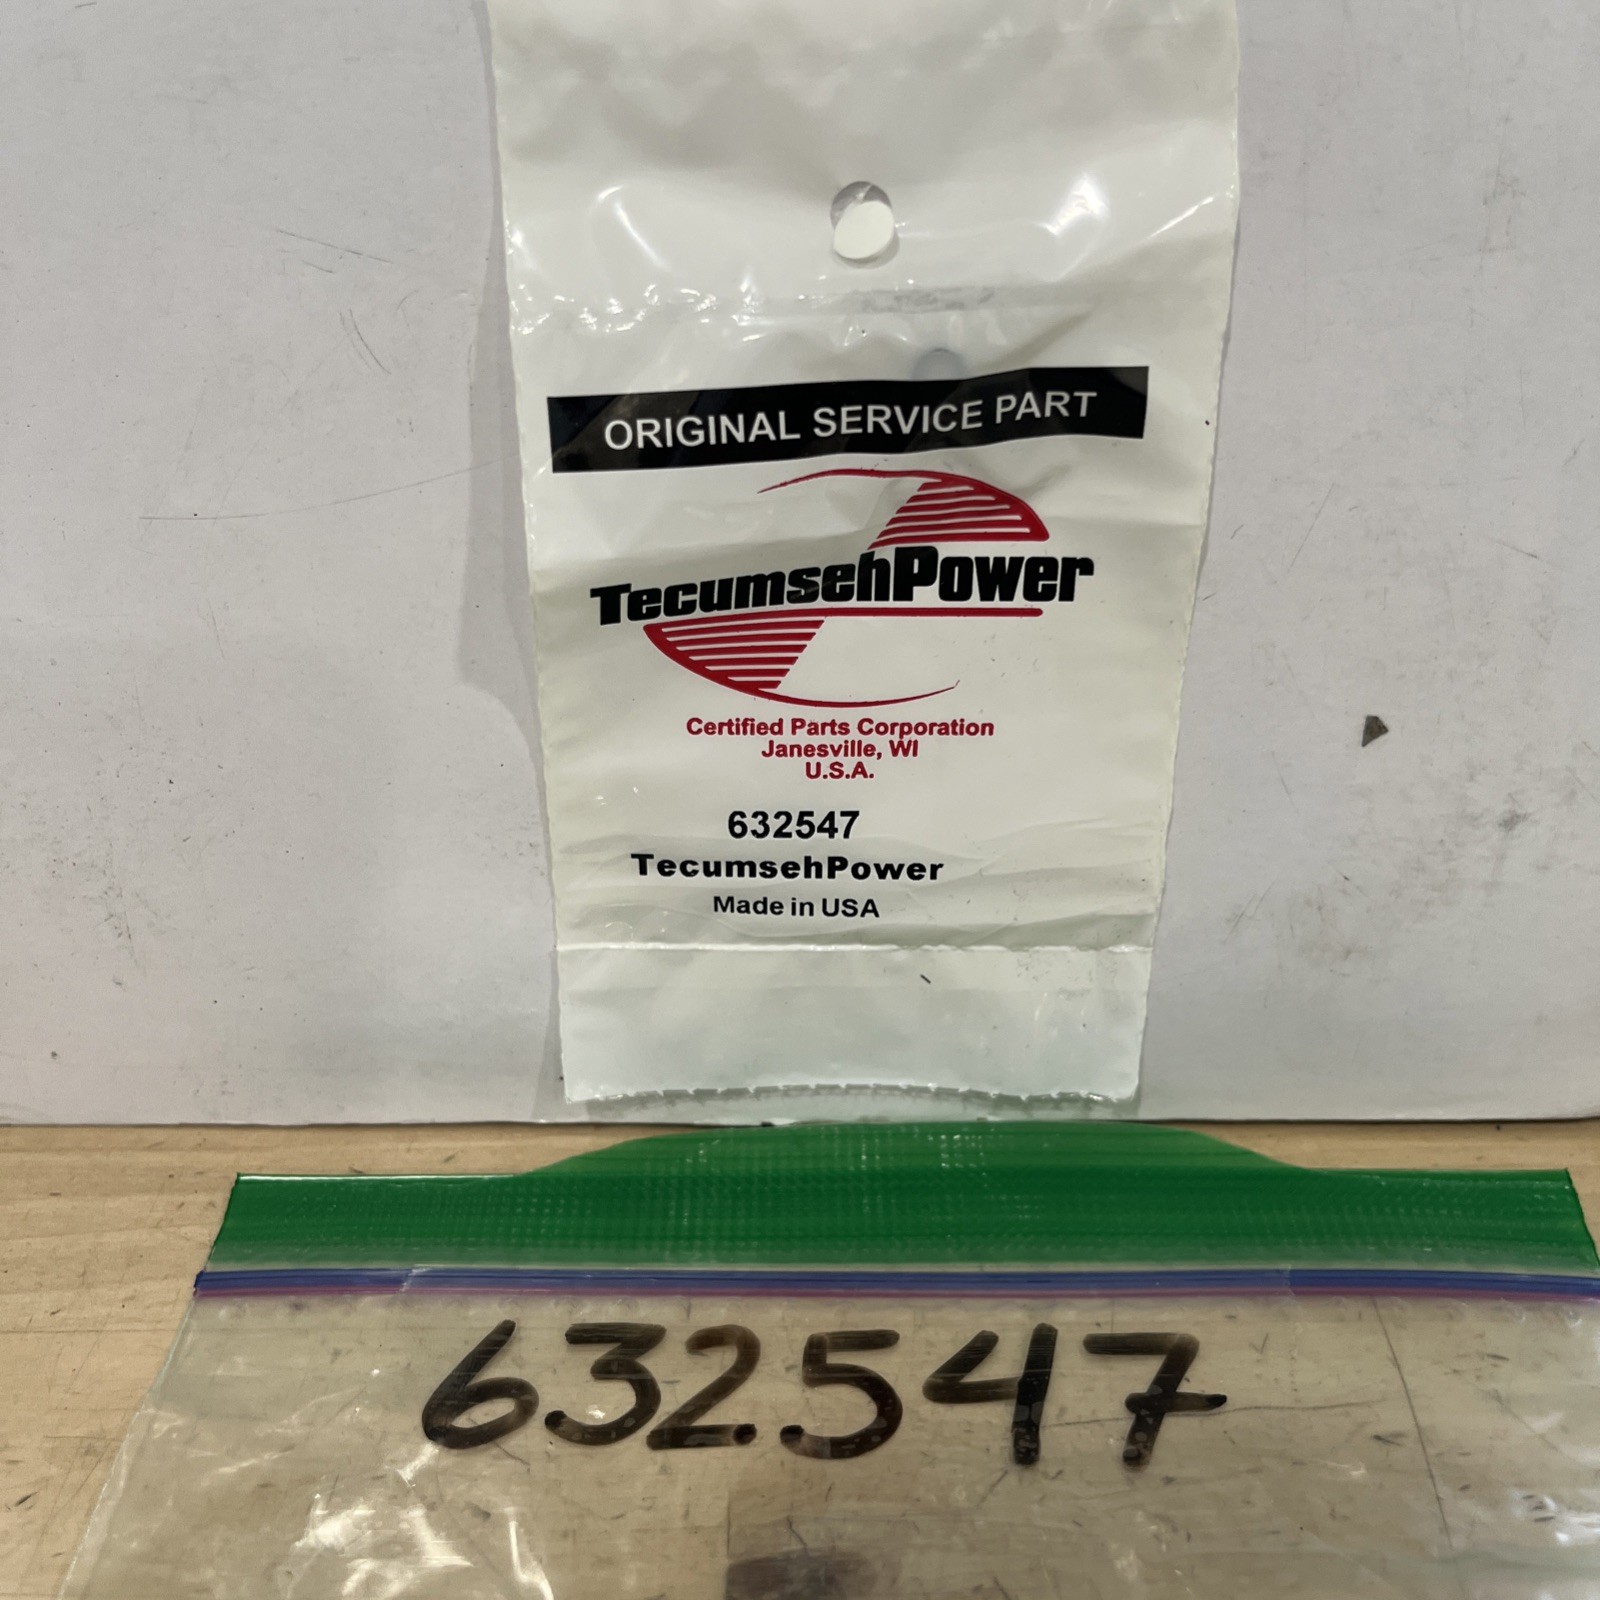 ORIGINAL SERVICE PART
TecumsehPower
Certified Parts Corporation
Janesville, WI
U.S.A.
632547
TecumsehPower
Made in USA
632547